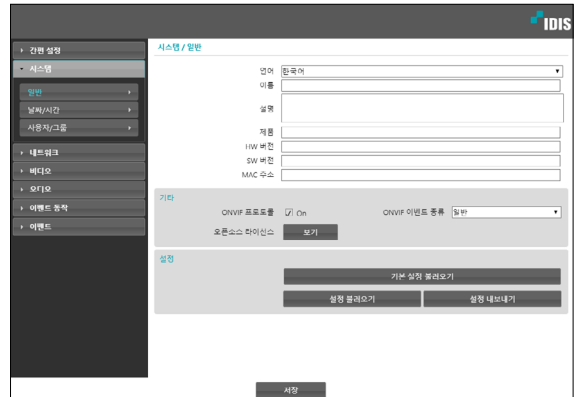 IDIS
간편 설정
시스템
일반
날짜/시간
사용자/그룹
네트워크
비디오
오디오
이벤트 동작
이벤트
시스템 / 일반
언어 한국어
이름
설명
제품
HW 버전
SW 버전
MAC 주소
기타
ONVIF 프로토콜 On ONVIF 이벤트 종류 일반
오픈소스 라이선스 보기
설정
기본 설정 불러오기
설정 불러오기 설정 내보내기
저장